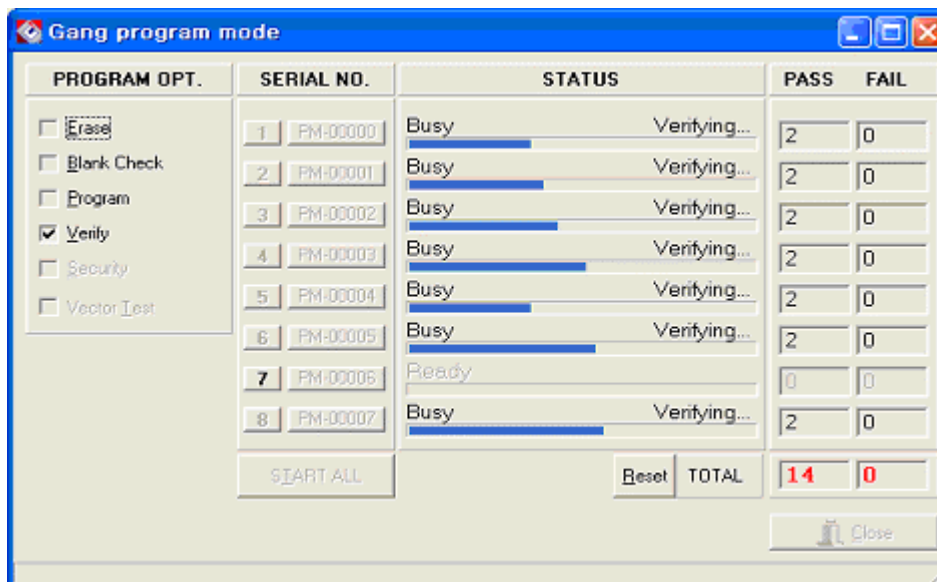 Gang program mode
PROGRAM OPT. SERIAL NO. STATUS PASS FAIL
Erase
Blank Check
Program
Verify
Security
Vector Test
1 PM-00000 Busy Verifying... 2 0
2 PM-00001 Busy Verifying... 2 0
3 PM-00002 Busy Verifying... 2 0
4 PM-00003 Busy Verifying... 2 0
5 PM-00004 Busy Verifying... 2 0
6 PM-00005 Busy Verifying... 2 0
7 PM-00006 Ready 0 0
8 PM-00007 Busy Verifying... 2 0
START ALL Reset TOTAL 14 0
Close